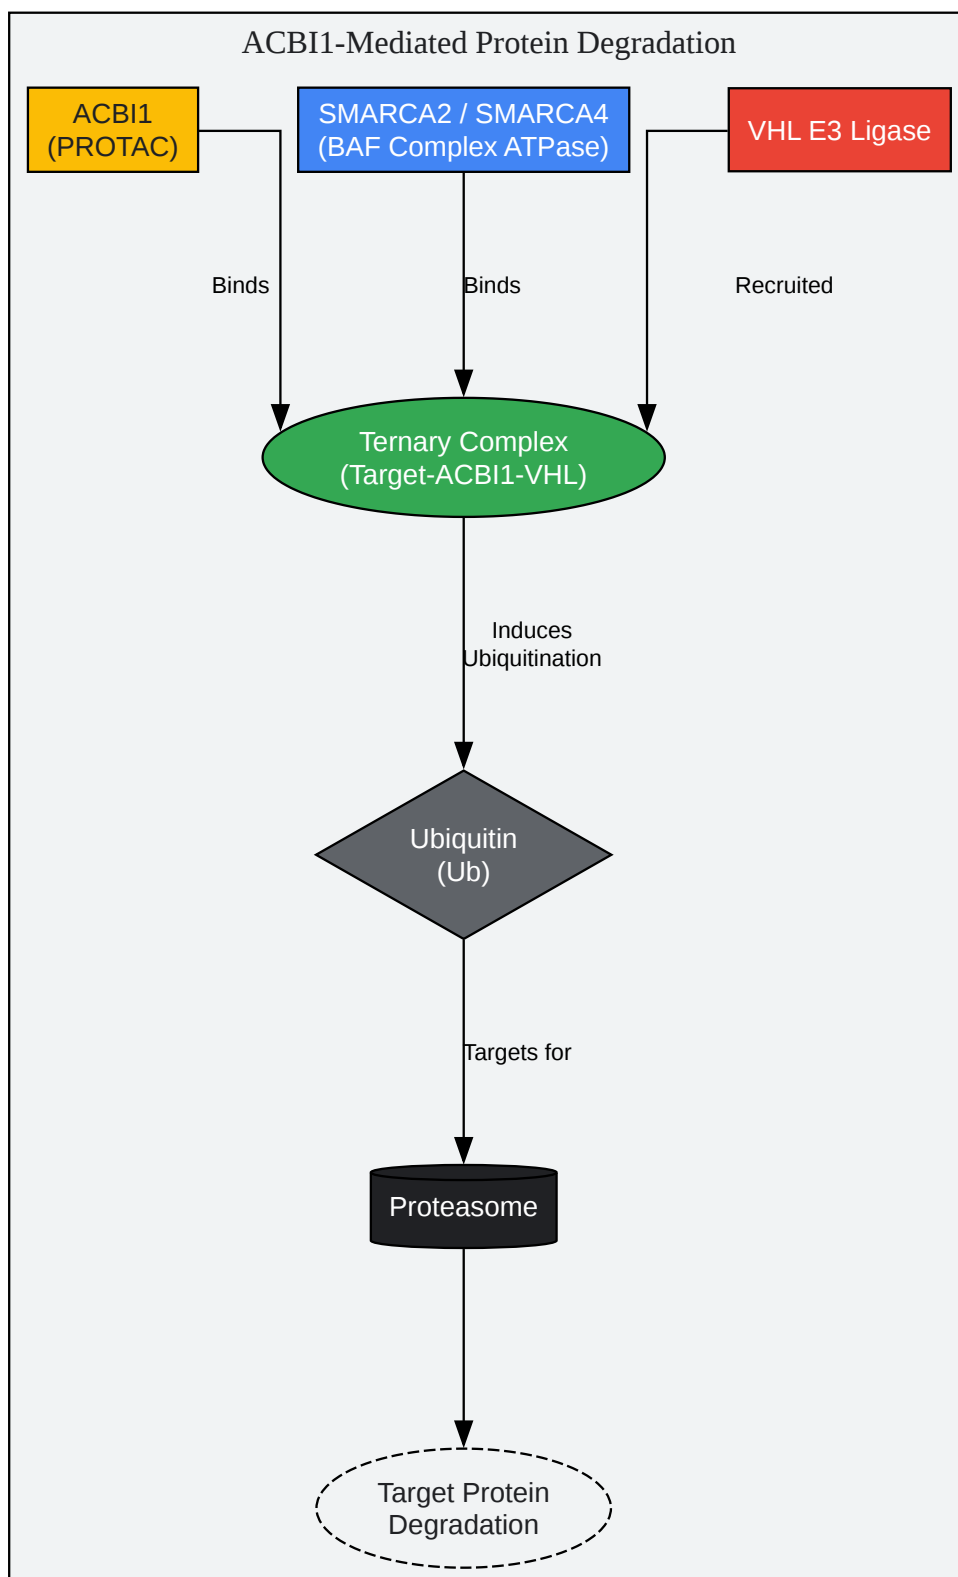 ACBI1-Mediated Protein Degradation
ACBI1
(PROTAC)
SMARCA2 / SMARCA4
(BAF Complex ATPase)
VHL E3 Ligase
Binds
Binds
Recruited
Ternary Complex
(Target-ACBI1-VHL)
Induces
Ubiquitination
Ubiquitin
(Ub)
Targets for
Proteasome
Target Protein
Degradation